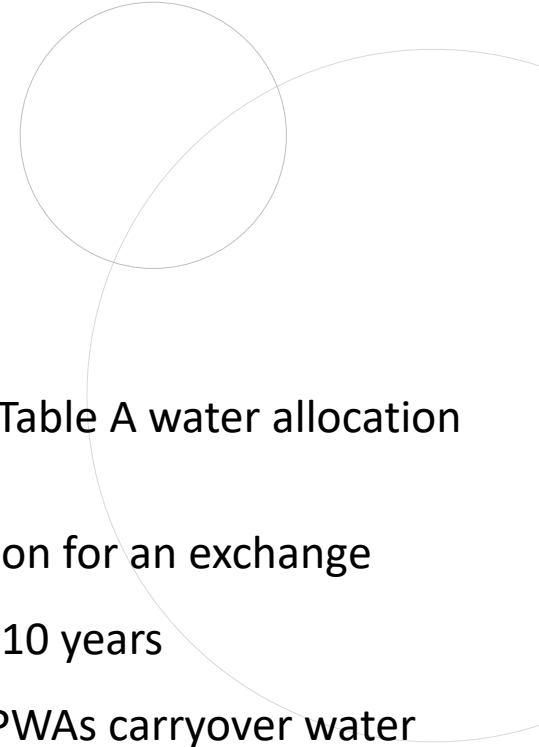 Table A water allocation
on for an exchange
10 years
PWAs carryover water